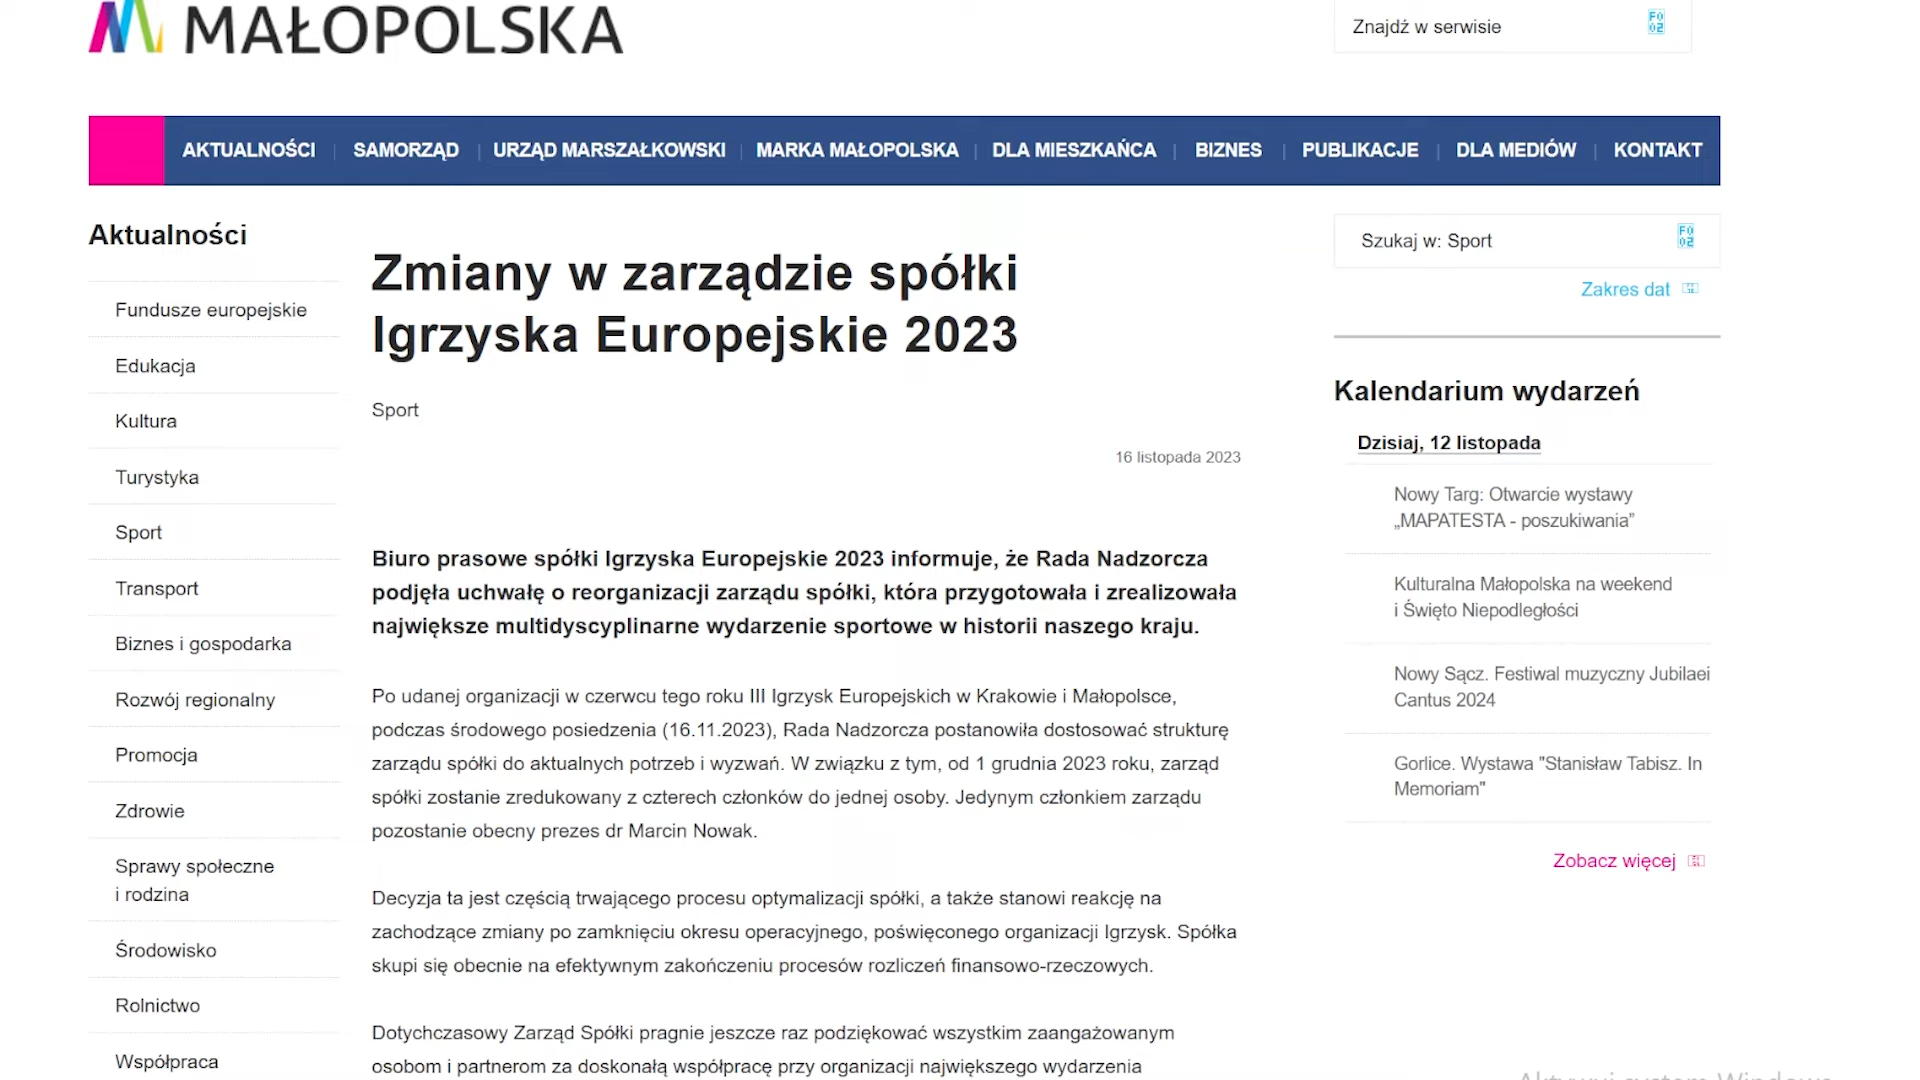 MAŁOPOLSKA
Znajdź w serwisie
AKTUALNOŚCI
SAMORZĄD
URZĄD MARSZAŁKOWSKI
MARKA MAŁOPOLSKA
DLA MIESZKAŃCA
BIZNES
PUBLIKACJE
DLA MEDIÓW
KONTAKT
Aktualności
Fundusze europejskie
Edukacja
Kultura
Turystyka
Sport
Transport
Biznes i gospodarka
Rozwój regionalny
Promocja
Zdrowie
Sprawy społeczne
i rodzina
Środowisko
Rolnictwo
Współpraca
Zmiany w zarządzie spółki
Igrzyska Europejskie 2023
Sport
16 listopada 2023
Biuro prasowe spółki Igrzyska Europejskie 2023 informuje, że Rada Nadzorcza
podjęła uchwałę o reorganizacji zarządu spółki, która przygotowała i zrealizowała
największe multidyscyplinarne wydarzenie sportowe w historii naszego kraju.
Po udanej organizacji w czerwcu tego roku III Igrzysk Europejskich w Krakowie i Małopolsce,
podczas środowego posiedzenia (16.11.2023), Rada Nadzorcza postanowiła dostosować strukturę
zarządu spółki do aktualnych potrzeb i wyzwań. W związku z tym, od 1 grudnia 2023 roku, zarząd
spółki zostanie zredukowany z czterech członków do jednej osoby. Jedynym członkiem zarządu
pozostanie obecny prezes dr Marcin Nowak.
Decyzja ta jest częścią trwającego procesu optymalizacji spółki, a także stanowi reakcję na
zachodzące zmiany po zamknięciu okresu operacyjnego, poświęconego organizacji Igrzysk. Spółka
skupi się obecnie na efektywnym zakończeniu procesów rozliczeń finansowo-rzeczowych.
Dotychczasowy Zarząd Spółki pragnie jeszcze raz podziękować wszystkim zaangażowanym
osobom i partnerom za doskonałą współpracę przy organizacji największego wydarzenia
Szukaj w: Sport
Zakres dat
Kalendarium wydarzeń
Dzisiaj, 12 listopada
Nowy Targ: Otwarcie wystawy
„MAPATESTA - poszukiwania”
Kulturalna Małopolska na weekend
i Święto Niepodległości
Nowy Sącz. Festiwal muzyczny Jubilaei
Cantus 2024
Gorlice. Wystawa "Stanisław Tabisz. In
Memoriam"
Zobacz więcej
Aktywuj system Windows